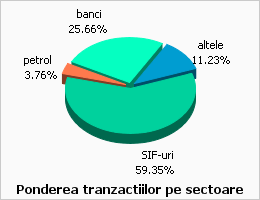 banci
25.66%
altele
11.23%
petrol
3.76%
SIF-uri
59.35%
Ponderea tranzactiilor pe sectoare